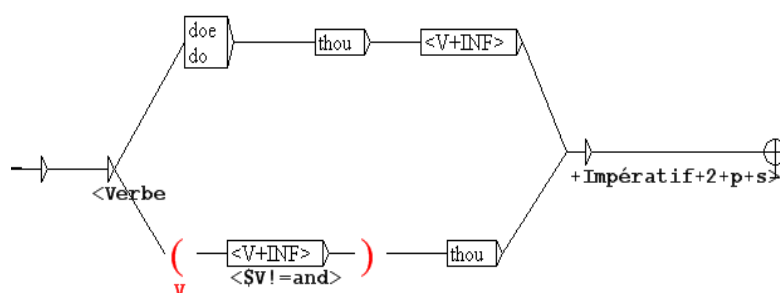 doe
do
thou
<V+INF>
<Verbe
+Impératif+2+p+s>
( <V+INF> ) thou
<$V!=and>
V